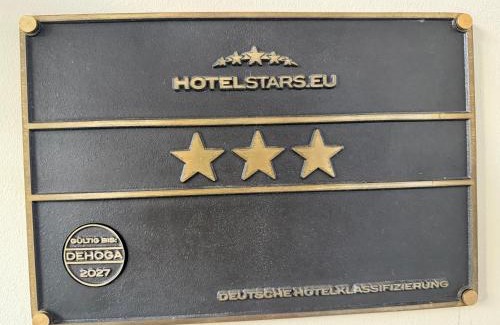 HOTELSTARS.EU
GÜLTIG BIS:
DEHOGA
2027
DEUTSCHE HOTELKLASSIFIZIERUNG